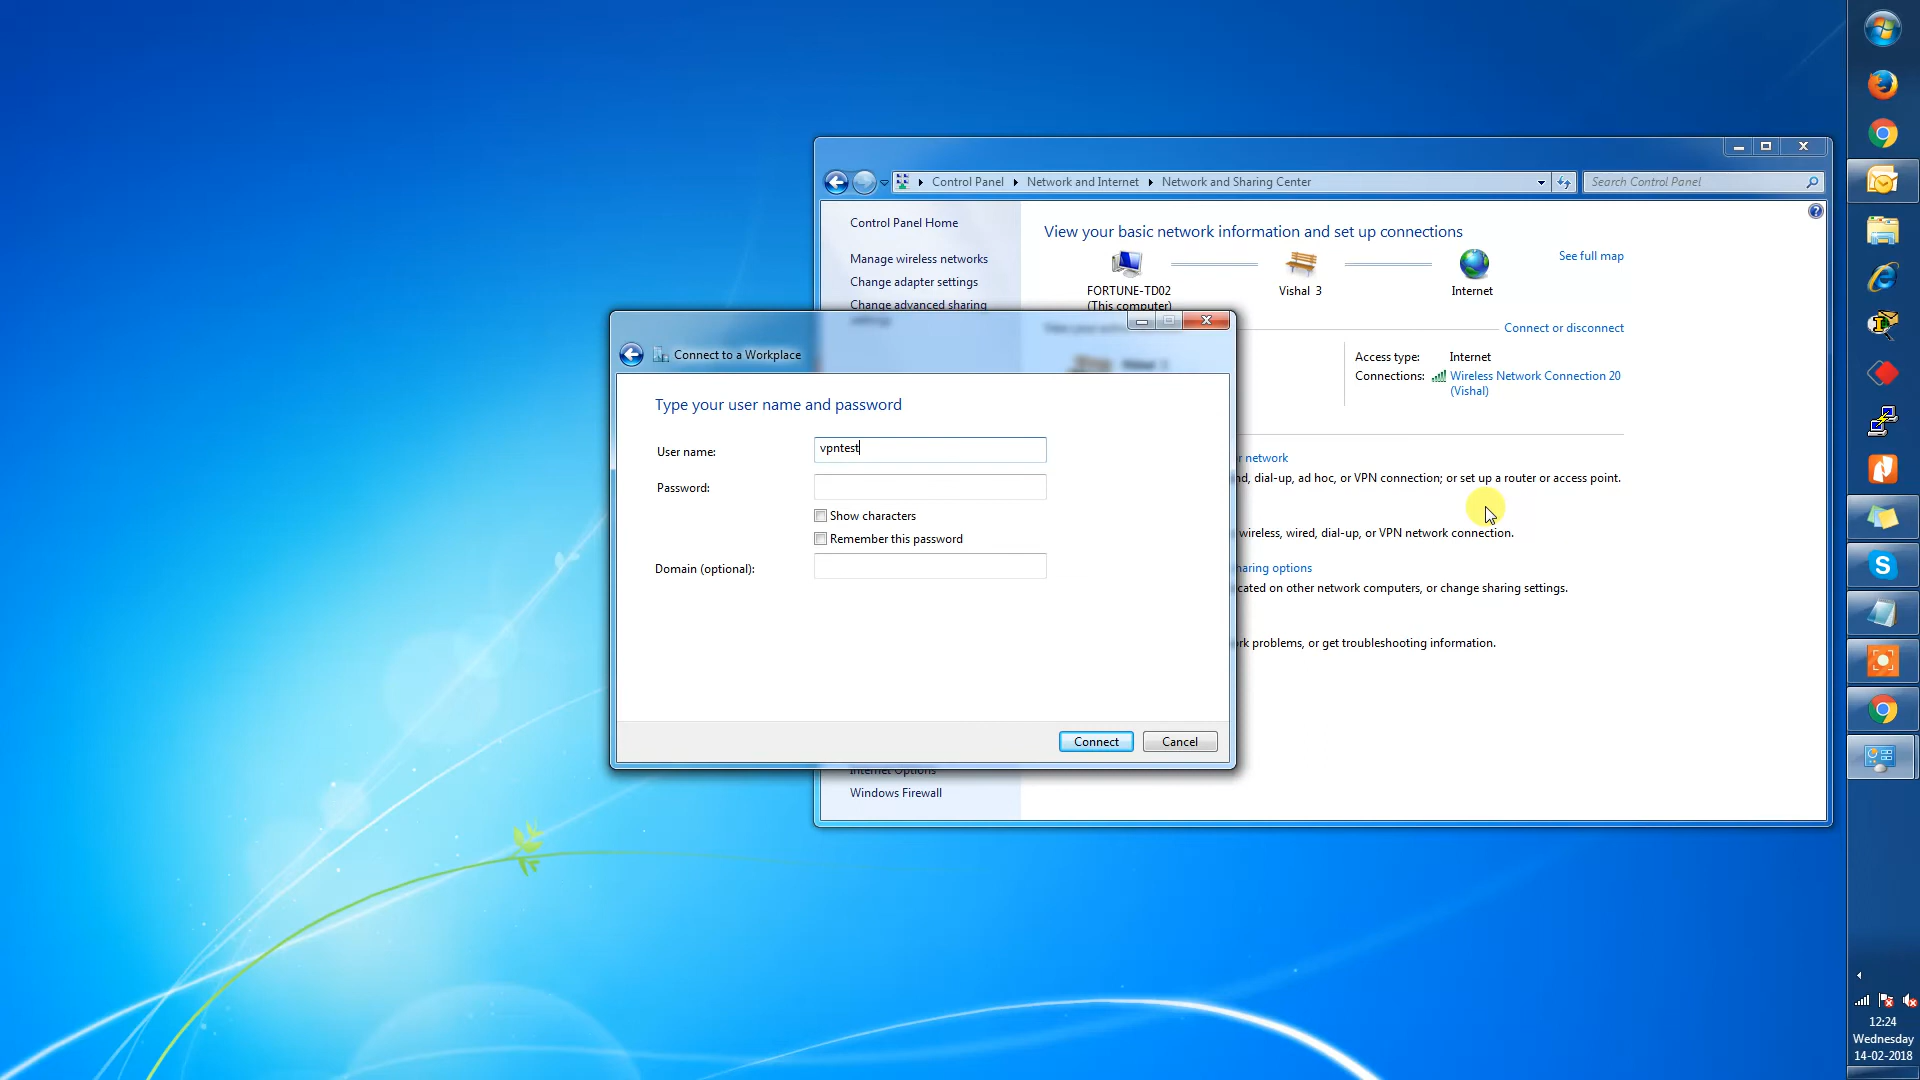 Control Panel
Network and Internet
Network and Sharing Center
Search Control Panel
Control Panel Home
Manage wireless networks
Change adapter settings
Change advanced sharing
settings
View your basic network information and set up connections
See full map
FORTUNE-TD02
(This computer)
Vishal 3
Internet
Connect or disconnect
Access type: Internet
Connections: Wireless Network Connection 20
(Vishal)
r network
nd, dial-up, ad hoc, or VPN connection; or set up a router or access point.
wireless, wired, dial-up, or VPN network connection.
haring options
cated on other network computers, or change sharing settings.
rk problems, or get troubleshooting information.
Connect to a Workplace
Type your user name and password
User name: vpntest
Password:
Show characters
Remember this password
Domain (optional):
Connect
Cancel
Internet Options
Windows Firewall
S
12:24
Wednesday
14-02-2018